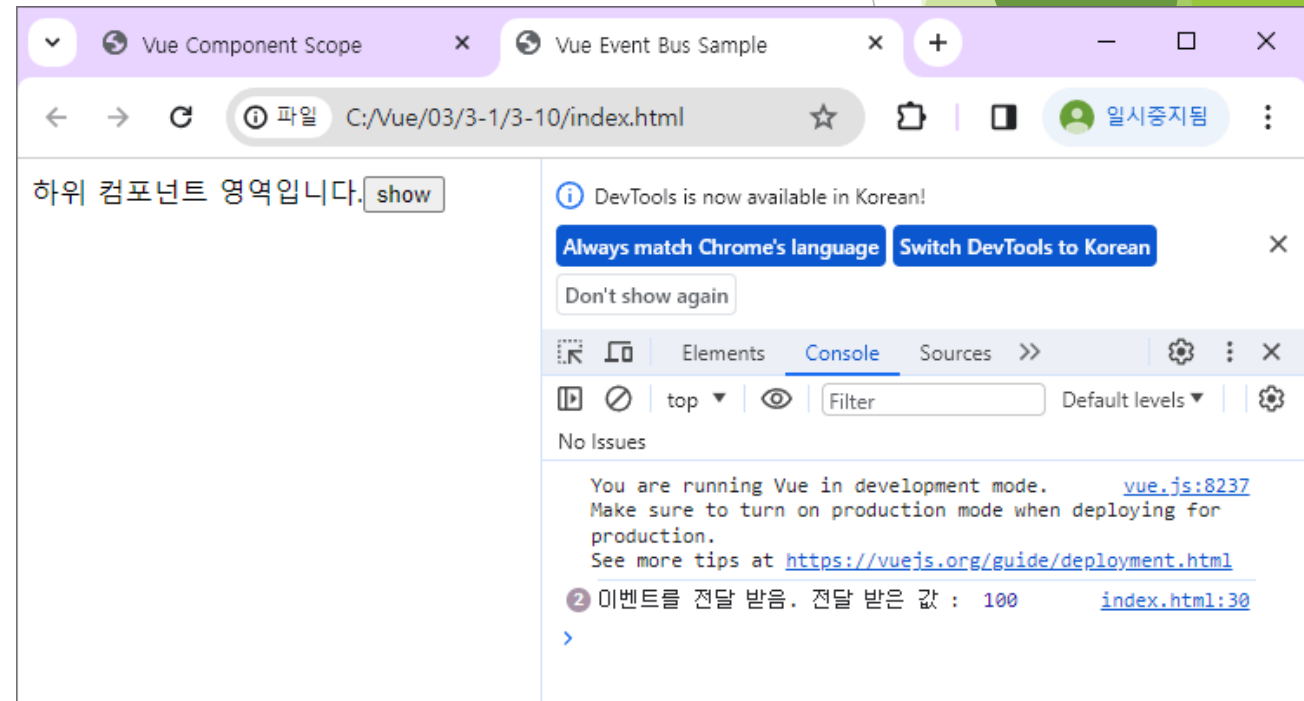 Vue Component Scope
Vue Event Bus Sample
파일 C:/Vue/03/3-1/3-10/index.html
일시중지됨
하위 컴포넌트 영역입니다. show
DevTools is now available in Korean!
Always match Chrome's language
Switch DevTools to Korean
Don't show again
Elements Console Sources
top Filter Default levels
No Issues
You are running Vue in development mode. vue.js:8237
Make sure to turn on production mode when deploying for
production.
See more tips at https://vuejs.org/guide/deployment.html
2 이벤트를 전달 받음. 전달 받은 값 : 100 index.html:30